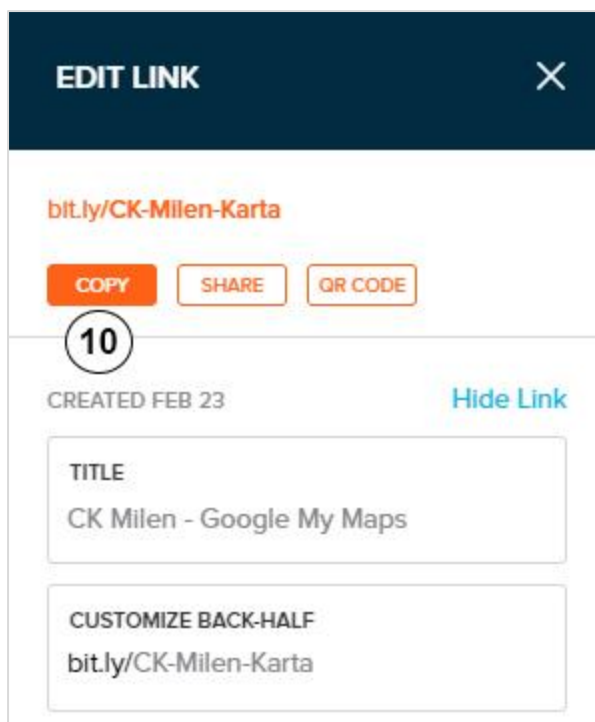 EDIT LINK
bit.ly/CK-Milen-Karta
COPY SHARE QR CODE
10
CREATED FEB 23 Hide Link
TITLE
CK Milen - Google My Maps
CUSTOMIZE BACK-HALF
bit.ly/CK-Milen-Karta